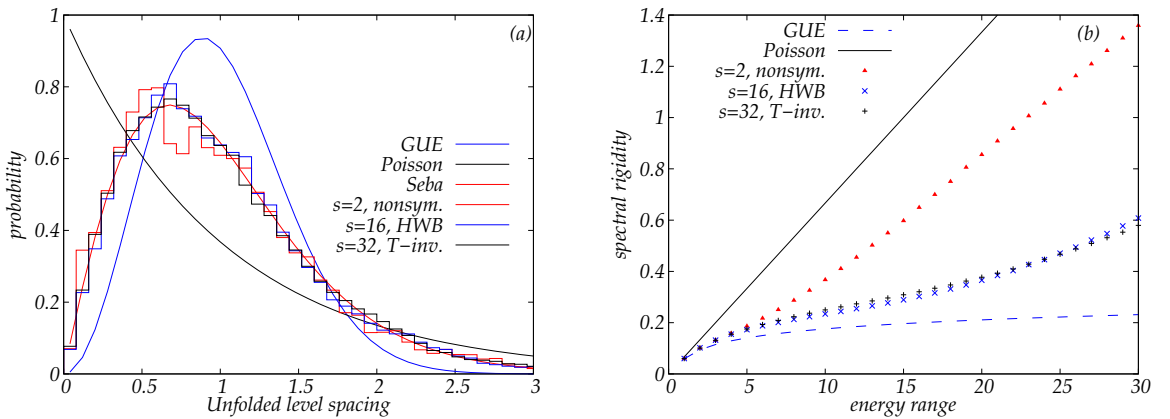 (a)
1
0.8
0.6
0.4
0.2
0
probability
GUE
Poisson
Seba
s=2, nonsym.
s=16, HWB
s=32, T−inv.
0 0.5 1 1.5 2 2.5 3
Unfolded level spacing
(b)
1.4
1.2
1
0.8
0.6
0.4
0.2
0
spectral rigidity
GUE
Poisson
s=2, nonsym.
s=16, HWB
s=32, T−inv.
0 5 10 15 20 25 30
energy range